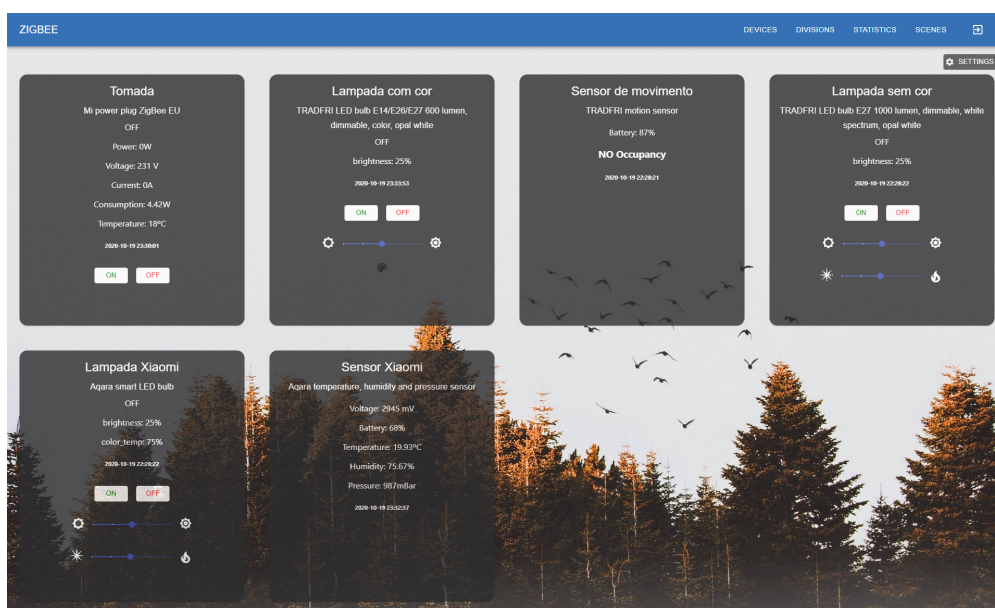 ZIGBEE
DEVICES
DIVISIONS
STATISTICS
SCENES
SETTINGS
Tomada
Mi power plug ZigBee EU
OFF
Power: 0W
Voltage: 231 V
Current: 0A
Consumption: 4.42W
Temperature: 18ºC
2020-10-19 23:30:01
ON
OFF
Lampada com cor
TRADFRI LED bulb E14/E26/E27 600 lumen,
dimmable, color, opal white
OFF
brightness: 25%
2020-10-19 23:33:53
ON
OFF
Sensor de movimento
TRADFRI motion sensor
Battery: 87%
NO Occupancy
2020-10-19 22:28:21
Lampada sem cor
TRADFRI LED bulb E27 1000 lumen, dimmable, white
spectrum, opal white
OFF
brightness: 25%
2020-10-19 22:28:22
ON
OFF
Lampada Xiaomi
Aqara smart LED bulb
OFF
brightness: 25%
color_temp: 75%
2020-10-19 22:28:22
ON
OFF
Sensor Xiaomi
Aqara temperature, humidity and pressure sensor
Voltage: 2945 mV
Battery: 68%
Temperature: 19.93ºC
Humidity: 75.67%
Pressure: 987mBar
2020-10-19 23:32:37